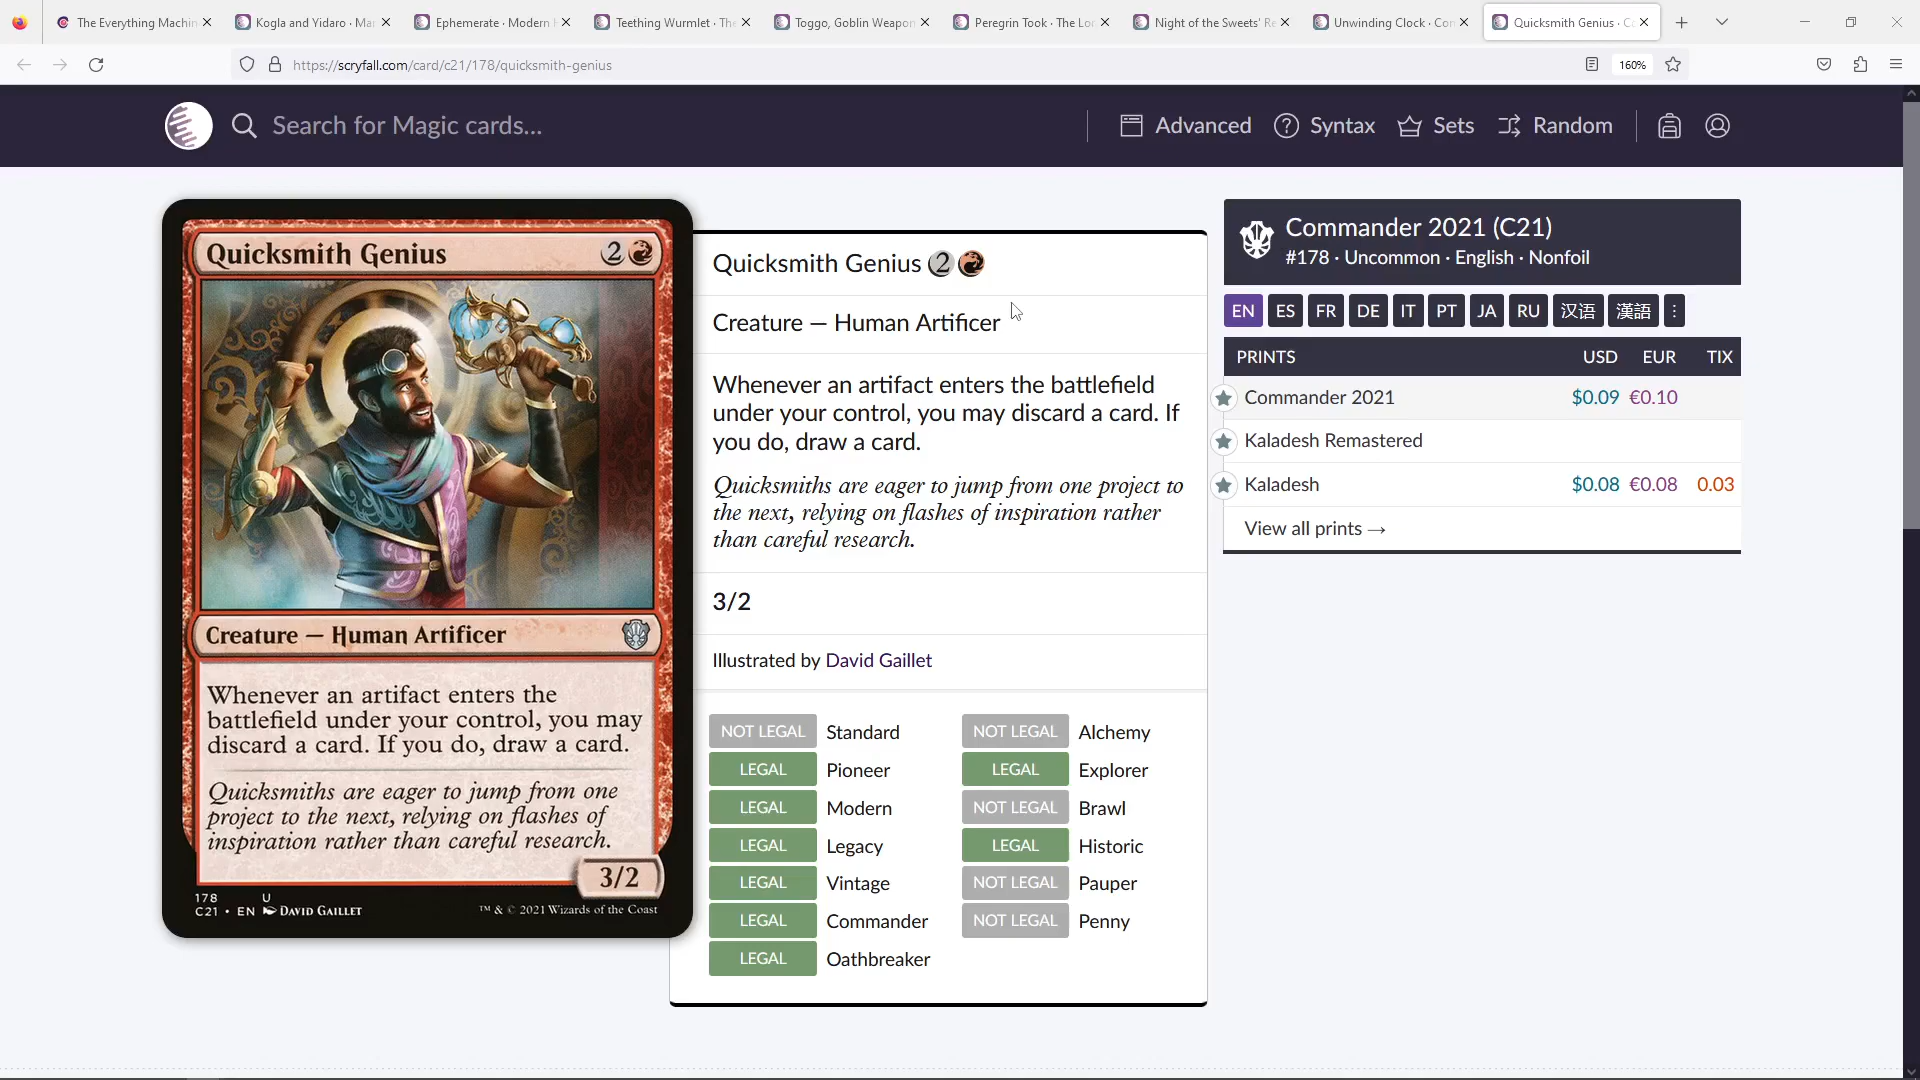 The Everything Machin
Kogla and Yidaro · Mar
Ephemerate · Modern H
Teething Wurmlet · The
Toggo, Goblin Weapon
Peregrin Took · The Lo
Night of the Sweets' Re
Unwinding Clock · Con
Quicksmith Genius · C
https://scryfall.com/card/c21/178/quicksmith-genius
160%
Search for Magic cards...
Advanced
Syntax
Sets
Random
Quicksmith Genius 2
Creature — Human Artificer
Whenever an artifact enters the
battlefield under your control, you may
discard a card. If you do, draw a card.
Quicksmiths are eager to jump from one
project to the next, relying on flashes of
inspiration rather than careful research.
3/2
178 U
C21 • EN DAVID GAILLET
™ & © 2021 Wizards of the Coast
Quicksmith Genius 2
Creature — Human Artificer
Whenever an artifact enters the battlefield
under your control, you may discard a card. If
you do, draw a card.
Quicksmiths are eager to jump from one project to
the next, relying on flashes of inspiration rather
than careful research.
3/2
Illustrated by David Gaillet
NOT LEGAL Standard NOT LEGAL Alchemy
LEGAL Pioneer LEGAL Explorer
LEGAL Modern NOT LEGAL Brawl
LEGAL Legacy LEGAL Historic
LEGAL Vintage NOT LEGAL Pauper
LEGAL Commander NOT LEGAL Penny
LEGAL Oathbreaker
Commander 2021 (C21)
#178 · Uncommon · English · Nonfoil
EN ES FR DE IT PT JA RU 汉语 漢語
PRINTS USD EUR TIX
Commander 2021 $0.09 €0.10
Kaladesh Remastered
Kaladesh $0.08 €0.08 0.03
View all prints →